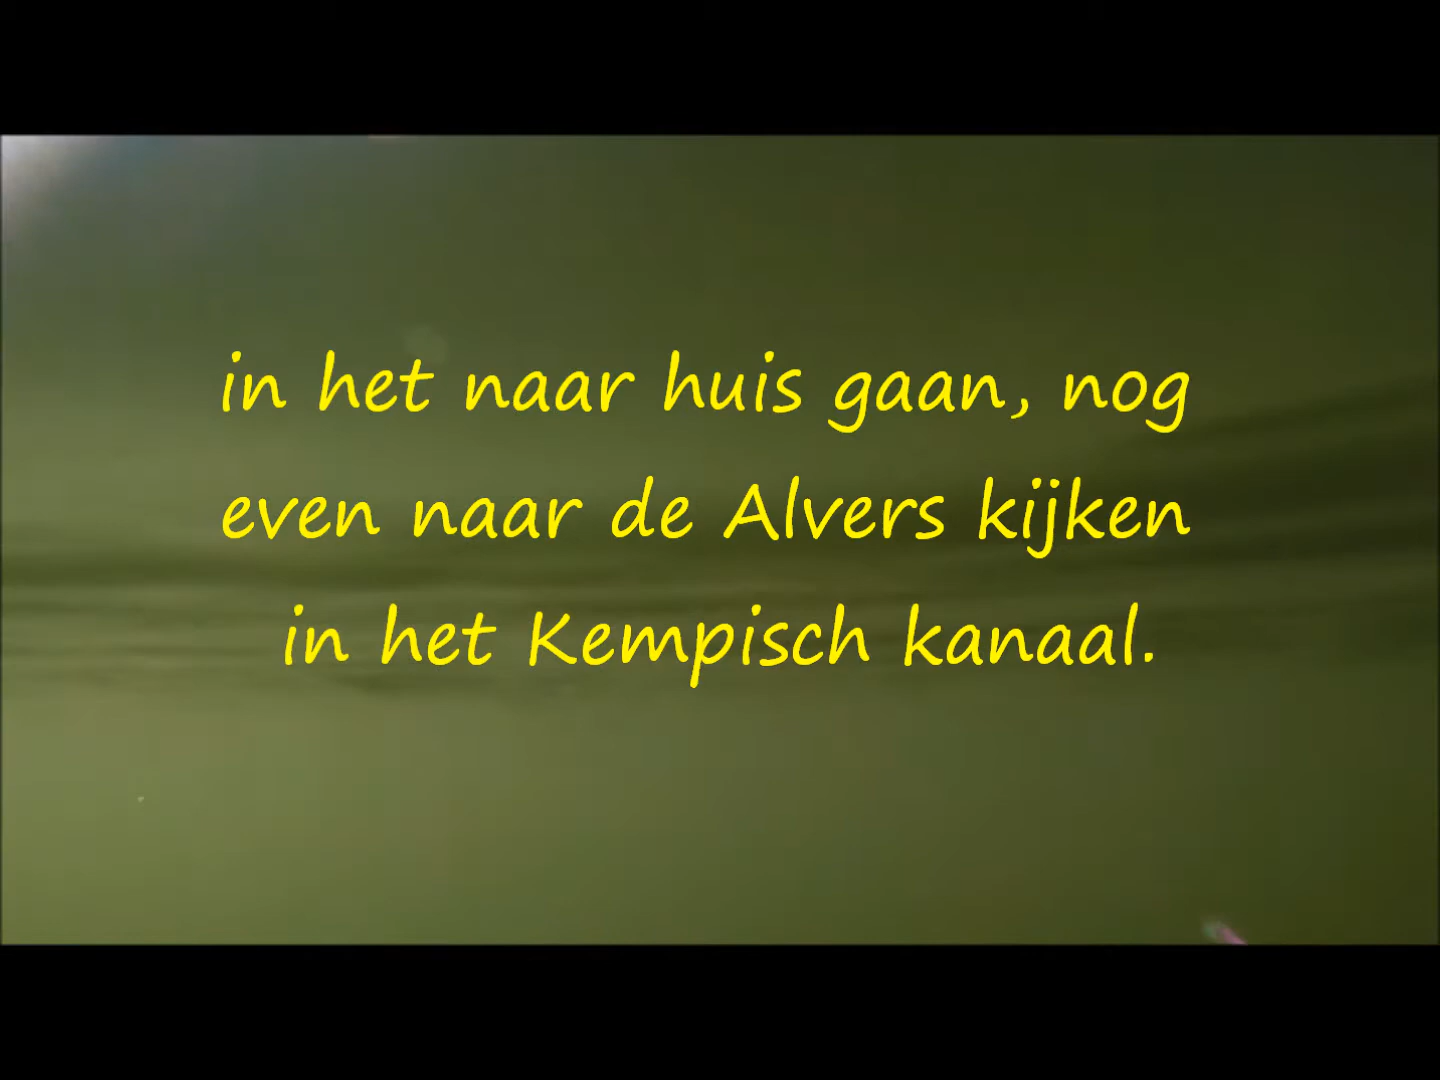 in het naar huis gaan, nog
even naar de Alvers kijken
in het Kempisch kanaal.